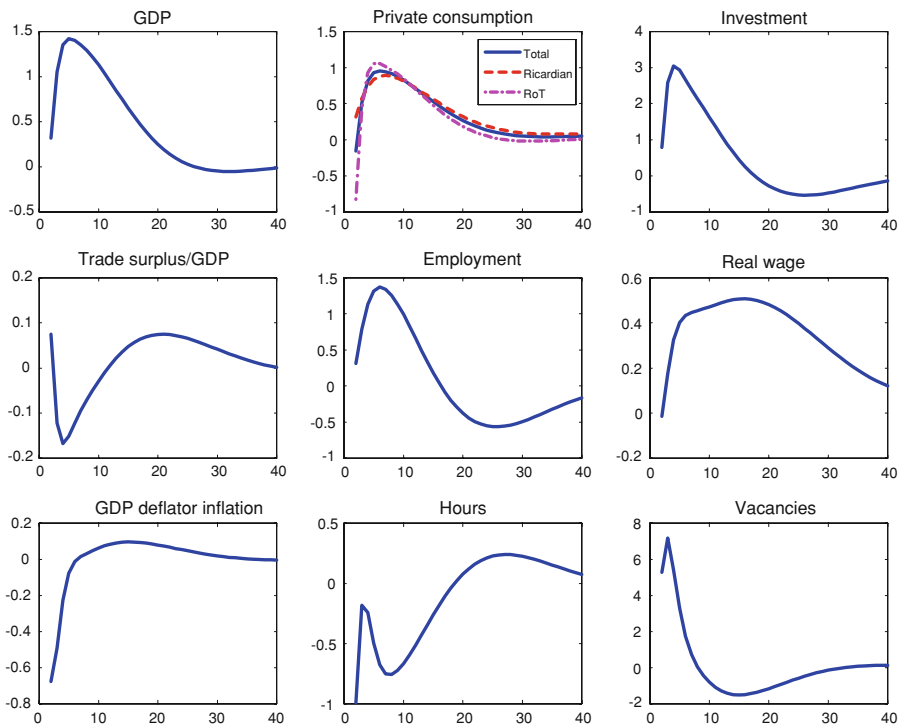 GDP
1.5
1
0.5
0
-0.5
0 10 20 30 40
Private consumption
1.5
1
0.5
0
-0.5
-1
0 10 20 30 40
Total
Ricardian
RoT
Investment
4
3
2
1
0
-1
0 10 20 30 40
Trade surplus/GDP
0.2
0.1
0
-0.1
-0.2
0 10 20 30 40
Employment
1.5
1
0.5
0
-0.5
-1
0 10 20 30 40
Real wage
0.6
0.4
0.2
0
-0.2
0 10 20 30 40
GDP deflator inflation
0.2
0
-0.2
-0.4
-0.6
-0.8
0 10 20 30 40
Hours
0.5
0
-0.5
-1
0 10 20 30 40
Vacancies
8
6
4
2
0
-2
0 10 20 30 40